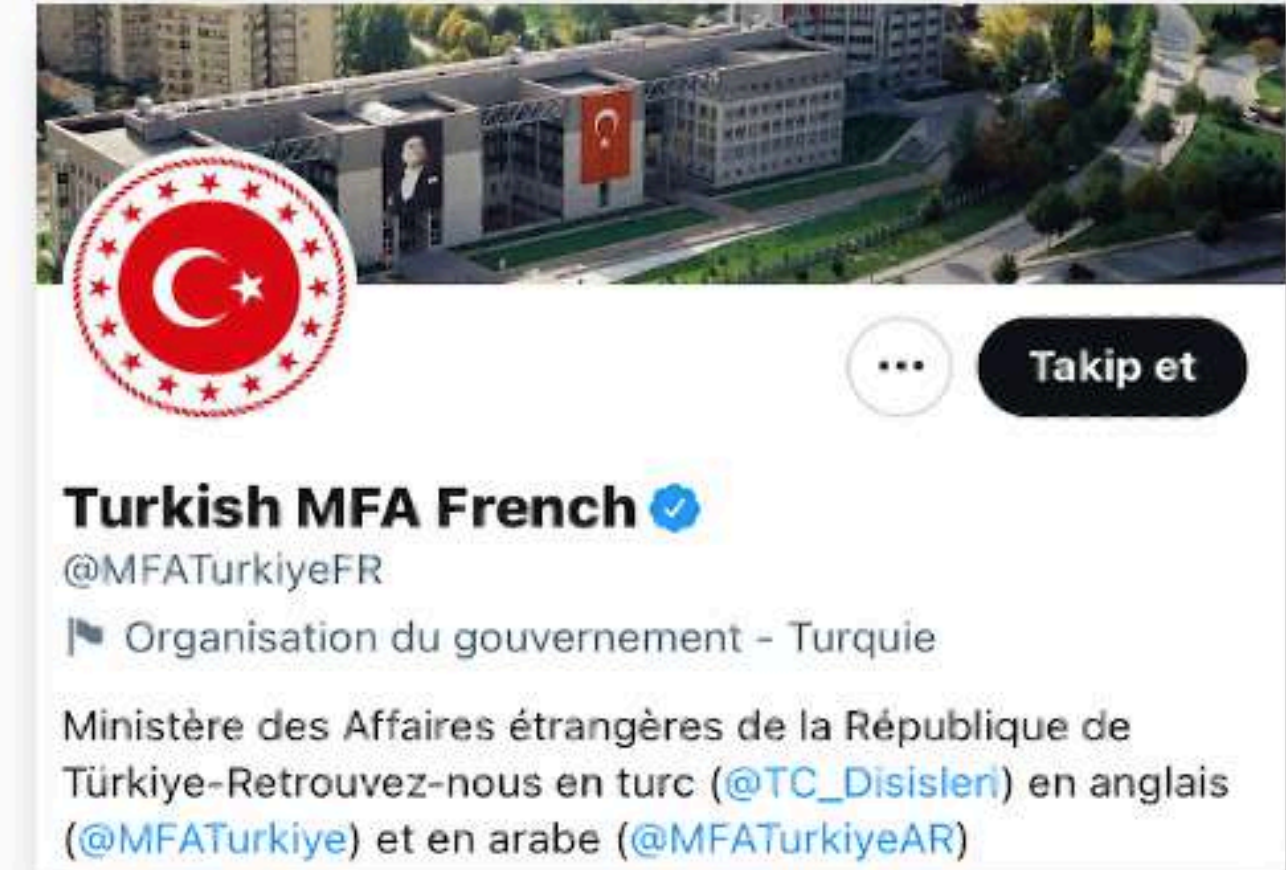 Takip et
Turkish MFA French
@MFATurkiyeFR
Organisation du gouvernement - Turquie
Ministère des Affaires étrangères de la République de
Türkiye-Retrouvez-nous en turc (@TC_Disisleri) en anglais
(@MFATurkiye) et en arabe (@MFATurkiyeAR)